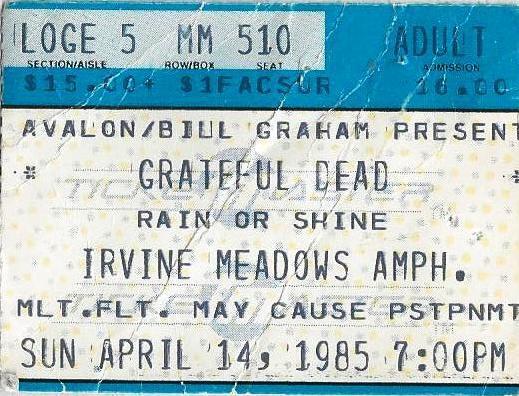 LOGE 5 MM 510 ADULT
SECTION/AISLE ROW/BOX SEAT ADMISSION
$15.00+ $1FACSUR 16.00
AVALON/BILL GRAHAM PRESENT
* GRATEFUL DEAD *
TICKETMASTER
RAIN OR SHINE
IRVINE MEADOWS AMPH.
MLT.FLT. MAY CAUSE PSTPNMT
SUN APRIL 14, 1985 7:00PM